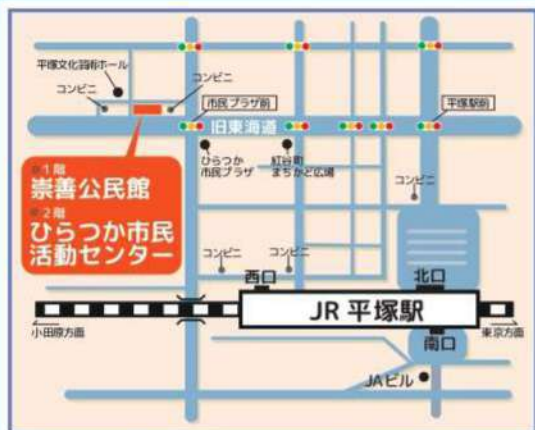 平塚文化芸術ホール
コンビニ
コンビニ
市民プラザ前
平塚駅前
旧東海道
ひらつか
市民プラザ
紅谷町
まちかど広場
●1階
崇善公民館
●2階
ひらつか市民
活動センター
コンビニ
コンビニ
コンビニ
西口
北口
JR 平塚駅
小田原方面
東京方面
南口
JAビル